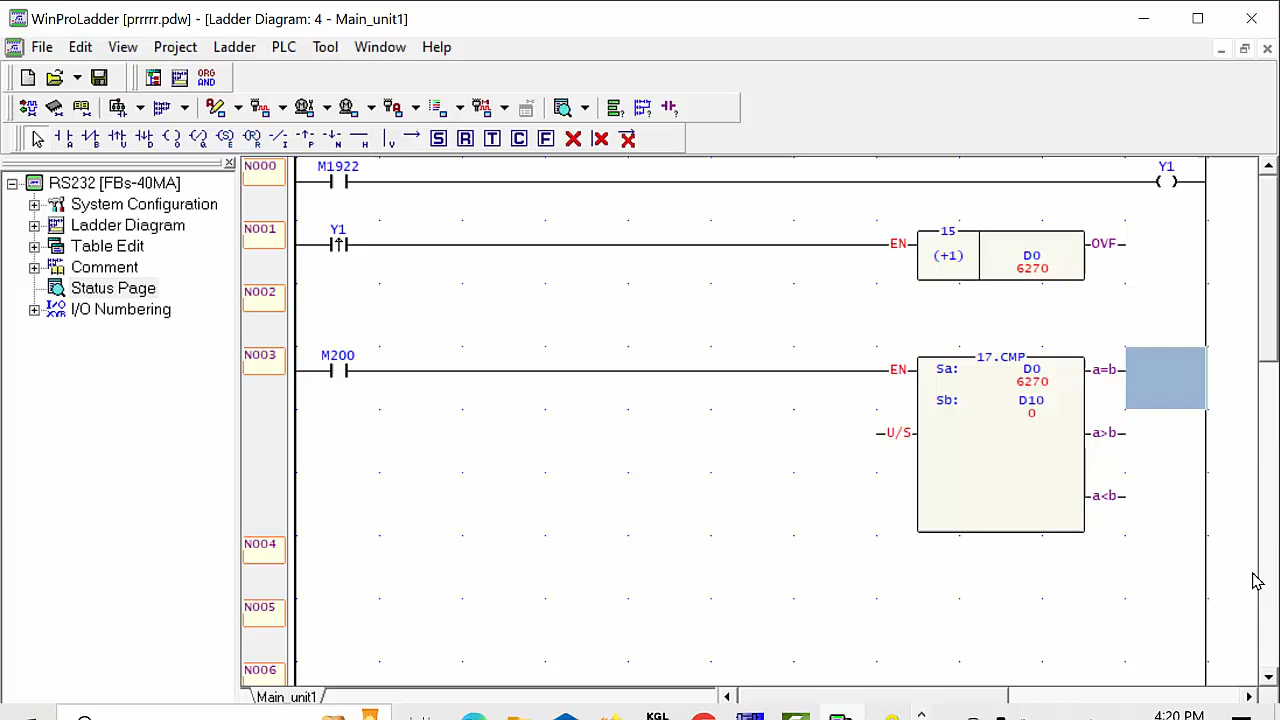 WinProLadder [prrrrr.pdw] - [Ladder Diagram: 4 - Main_unit1]
File Edit View Project Ladder PLC Tool Window Help
ORG
AND
A B U D O Q S R I P N H V S R T C F
RS232 [FBs-40MA]
System Configuration
Ladder Diagram
Table Edit
Comment
Status Page
I/O Numbering
N000 M1922 Y1
N001 Y1 EN 15 (+1) D0 6270 OVF
N002
N003 M200 EN 17.CMP Sa: D0 6270 a=b
Sb: D10 0
U/S a>b
a<b
N004
N005
N006
Main_unit1
KGL
4:20 PM